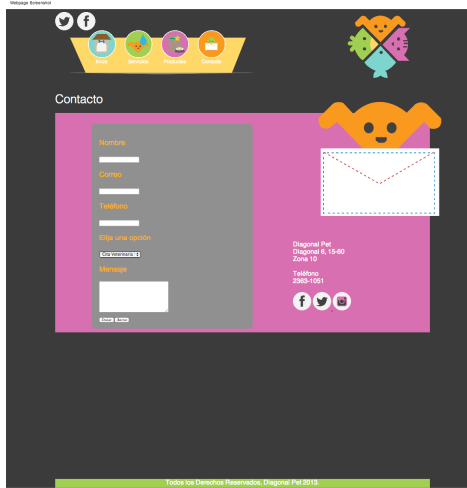 Webpage Screenshot
Inicio
Servicios
Productos
Contacto
Contacto
Nombre
Correo
Teléfono
Elija una opción
Cita Veterinaria
Mensaje
Enviar
Borrar
Diagonal Pet
Diagonal 6, 15-60
Zona 10
Teléfono
2363-1051
Todos los Derechos Reservados, Diagonal Pet 2013.